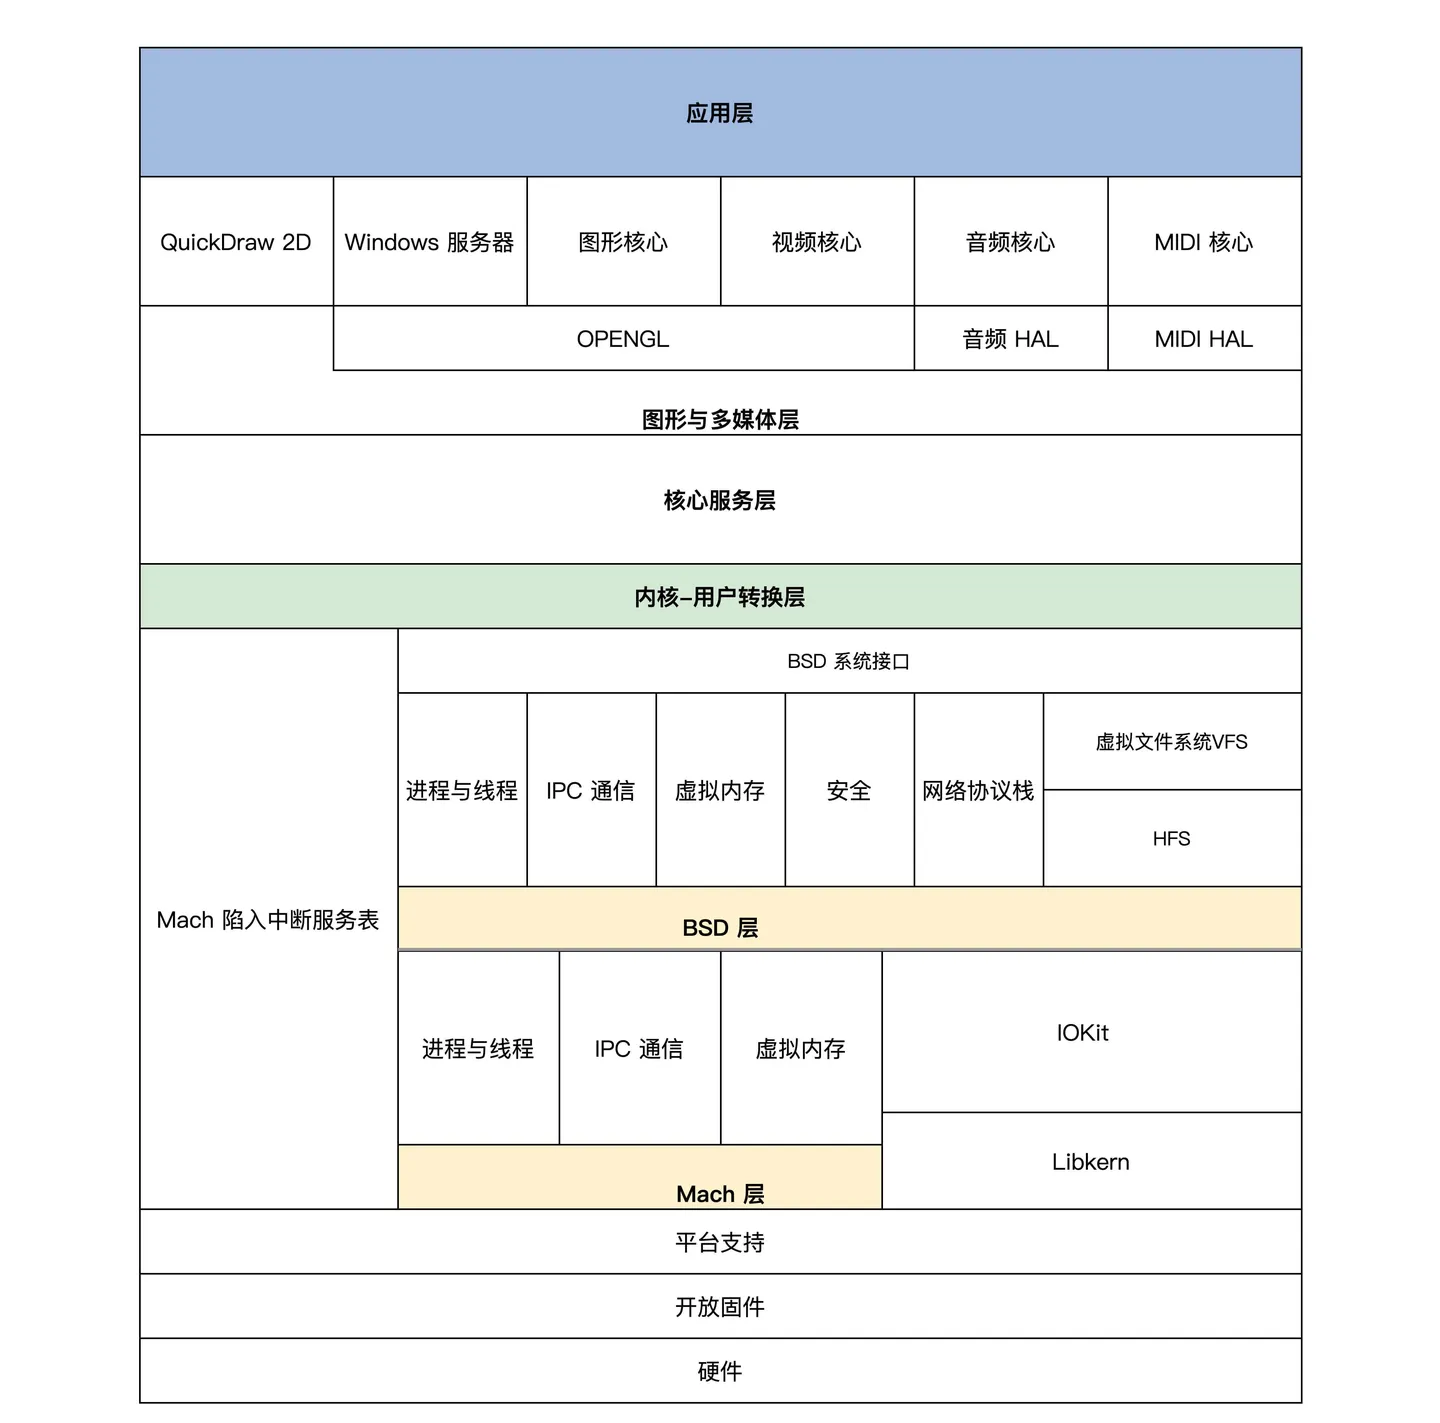 应用层
QuickDraw 2D
Windows 服务器
图形核心
视频核心
音频核心
MIDI 核心
OPENGL
音频 HAL
MIDI HAL
图形与多媒体层
核心服务层
内核–用户转换层
BSD 系统接口
进程与线程
IPC 通信
虚拟内存
安全
网络协议栈
虚拟文件系统VFS
HFS
Mach 陷入中断服务表
BSD 层
进程与线程
IPC 通信
虚拟内存
IOKit
Libkern
Mach 层
平台支持
开放固件
硬件